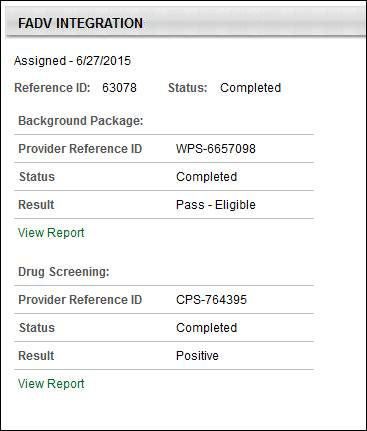 FADV INTEGRATION
Assigned - 6/27/2015
Reference ID: 63078 Status: Completed
Background Package:
Provider Reference ID WPS-6657098
Status Completed
Result Pass - Eligible
View Report
Drug Screening:
Provider Reference ID CPS-764395
Status Completed
Result Positive
View Report